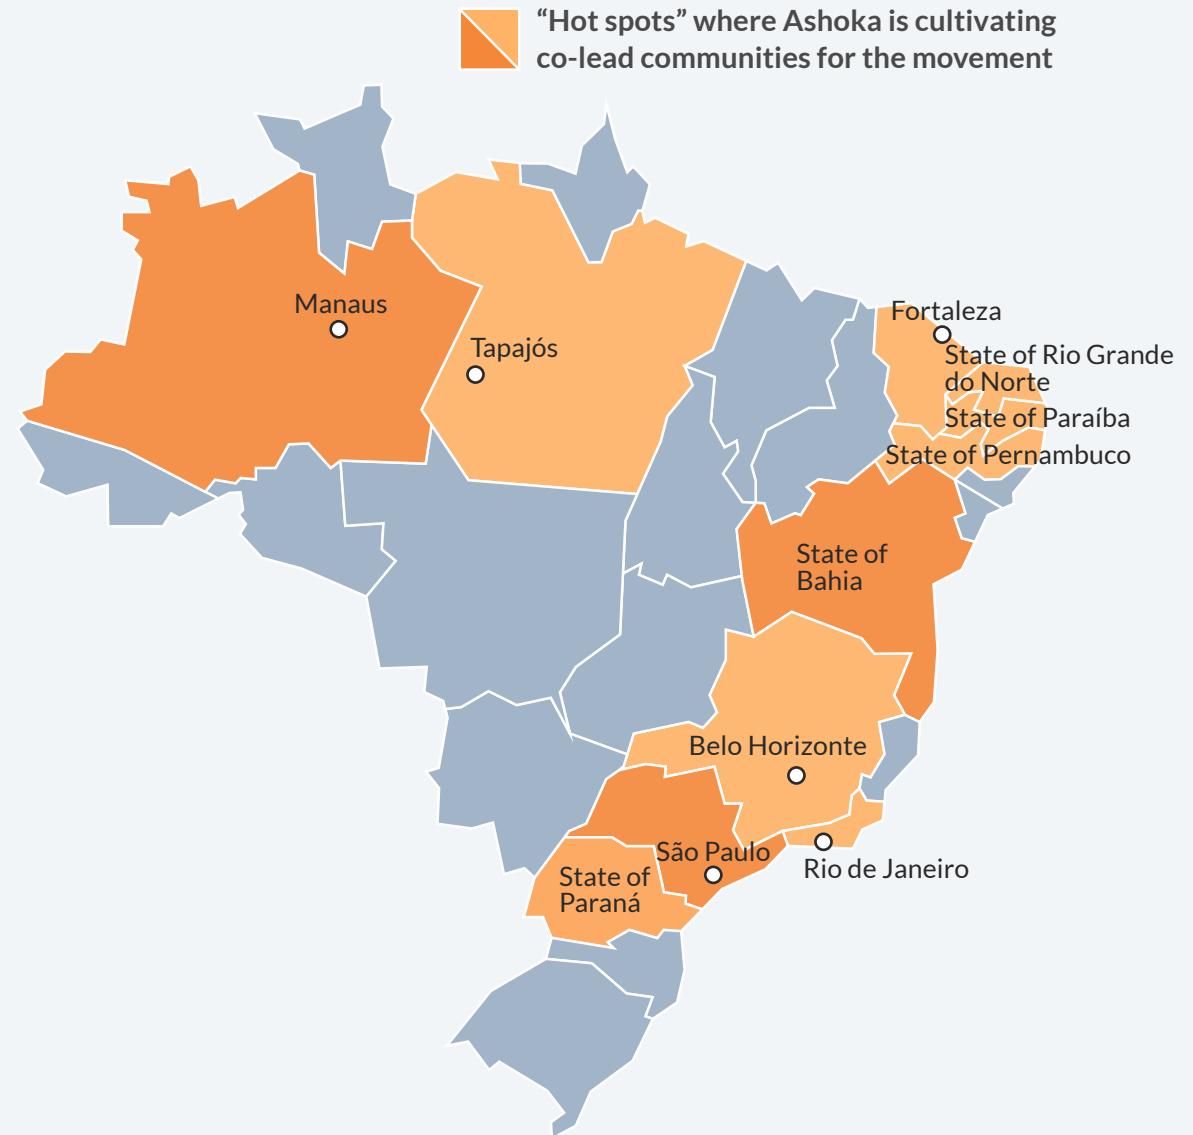 “Hot spots” where Ashoka is cultivating
co-lead communities for the movement
Manaus
Tapajós
Fortaleza
State of Rio Grande
do Norte
State of Paraíba
State of Pernambuco
State of
Bahia
Belo Horizonte
São Paulo
Rio de Janeiro
State of
Paraná